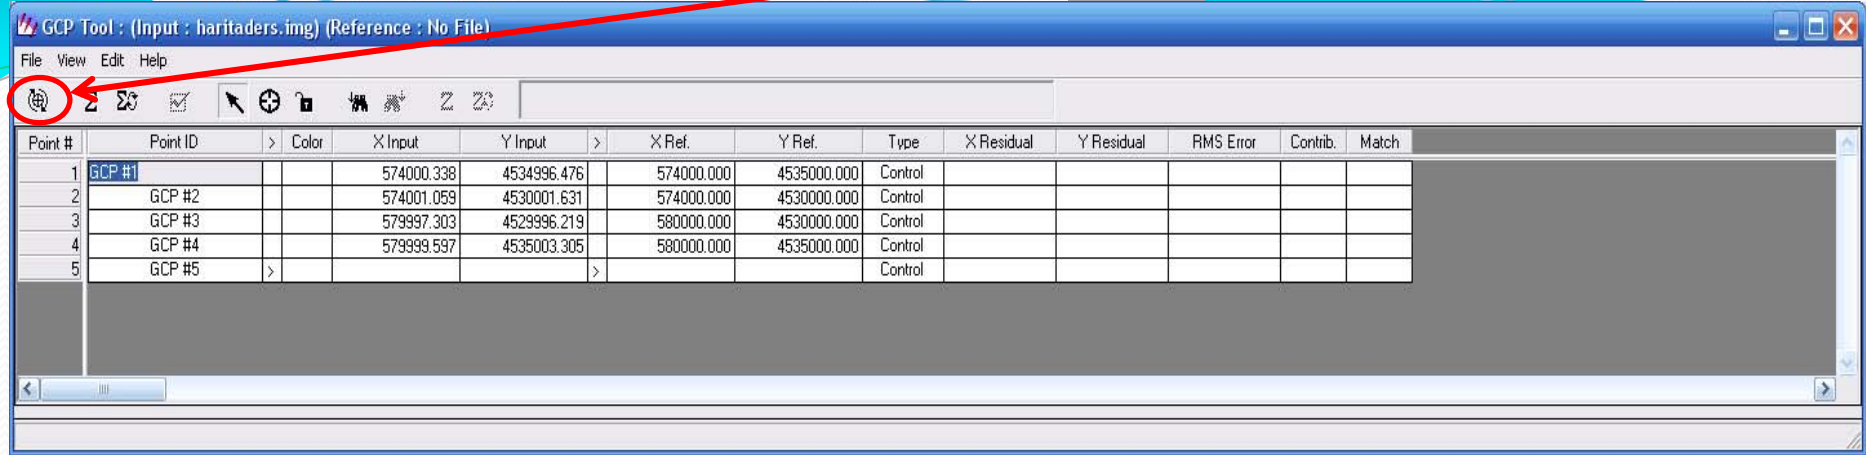 GCP Tool : (Input : haritaders.img) (Reference : No File)
File View Edit Help
Σ Z Z
Point # Point ID > Color X Input Y Input > X Ref. Y Ref. Type X Residual Y Residual RMS Error Contrib. Match
1 GCP #1 574000.338 4534996.476 574000.000 4535000.000 Control
2 GCP #2 574001.059 4530001.631 574000.000 4530000.000 Control
3 GCP #3 579997.303 4529996.219 580000.000 4530000.000 Control
4 GCP #4 579999.597 4535003.305 580000.000 4535000.000 Control
5 GCP #5 > > Control